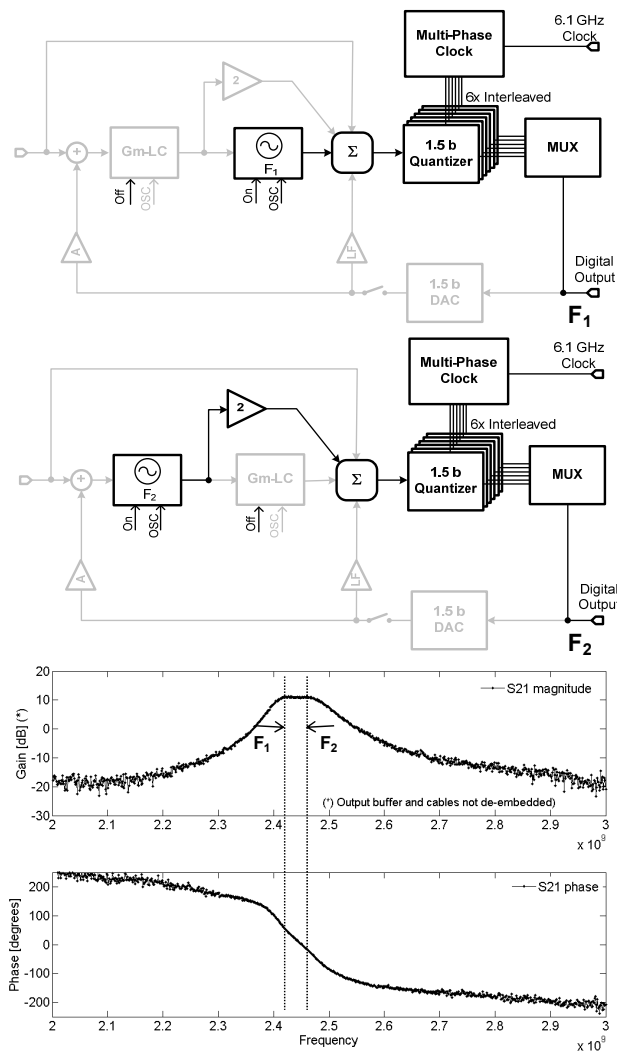 Multi-Phase
Clock
6.1 GHz
Clock
2
6x Interleaved
+
Gm-LC
F1
Σ
1.5 b
Quantizer
MUX
Off
OSC
On
OSC
A
LF
1.5 b
DAC
Digital
Output
F1
Multi-Phase
Clock
6.1 GHz
Clock
2
6x Interleaved
+
F2
Gm-LC
Σ
1.5 b
Quantizer
MUX
On
OSC
Off
OSC
A
LF
1.5 b
DAC
Digital
Output
F2
20
10
0
-10
-20
-30
Gain [dB] (*)
S21 magnitude
F1
F2
(*) Output buffer and cables not de-embedded)
2 2.1 2.2 2.3 2.4 2.5 2.6 2.7 2.8 2.9 3
x 10^9
200
100
0
-100
-200
Phase [degrees]
S21 phase
2 2.1 2.2 2.3 2.4 2.5 2.6 2.7 2.8 2.9 3
Frequency
x 10^9